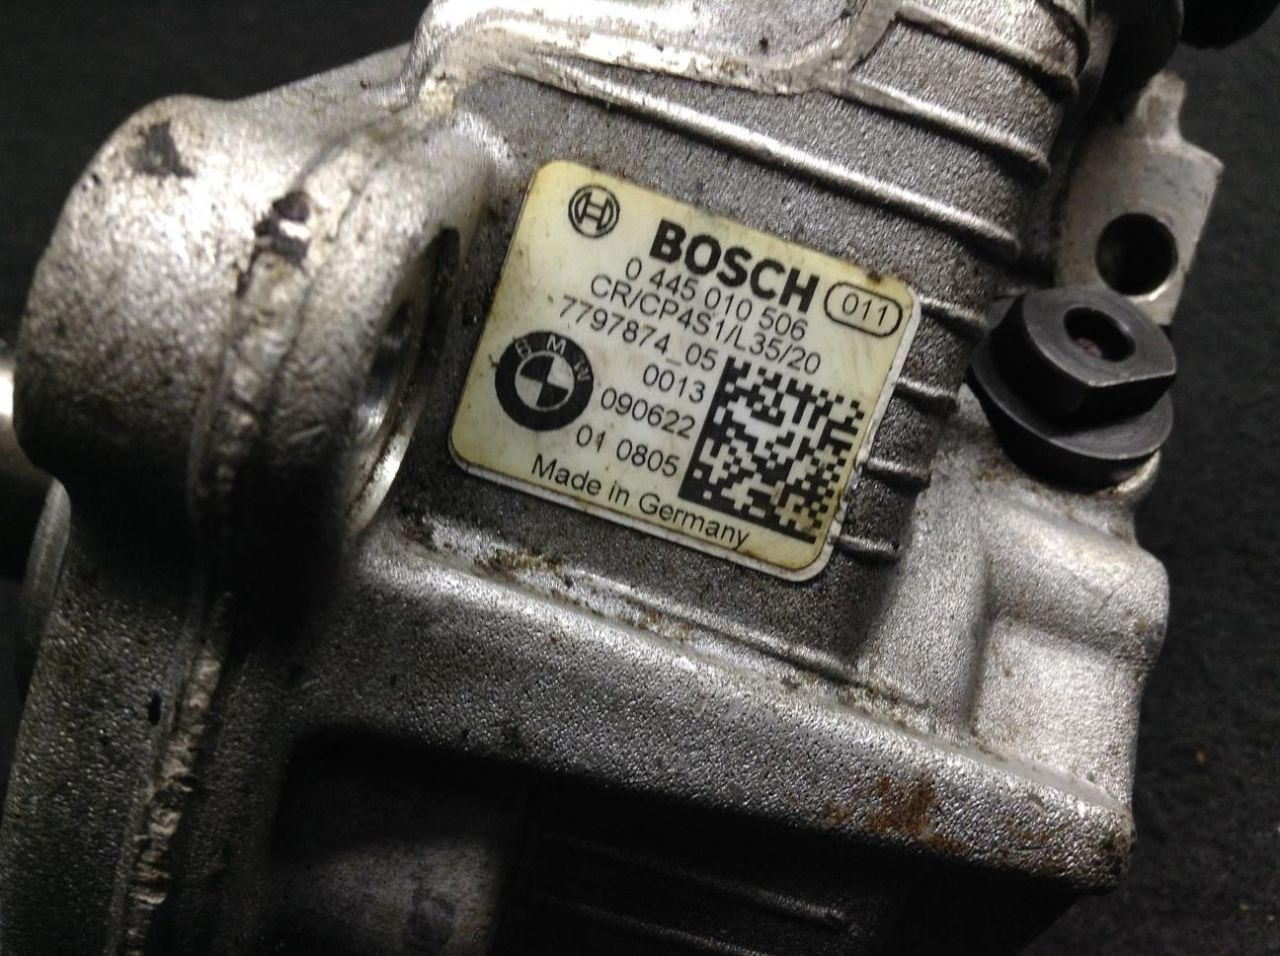 BOSCH
0 445 010 506 011
CR/CP4S1/L35/20
7797874_05
0013
BMW
090622
01 0805
Made in Germany